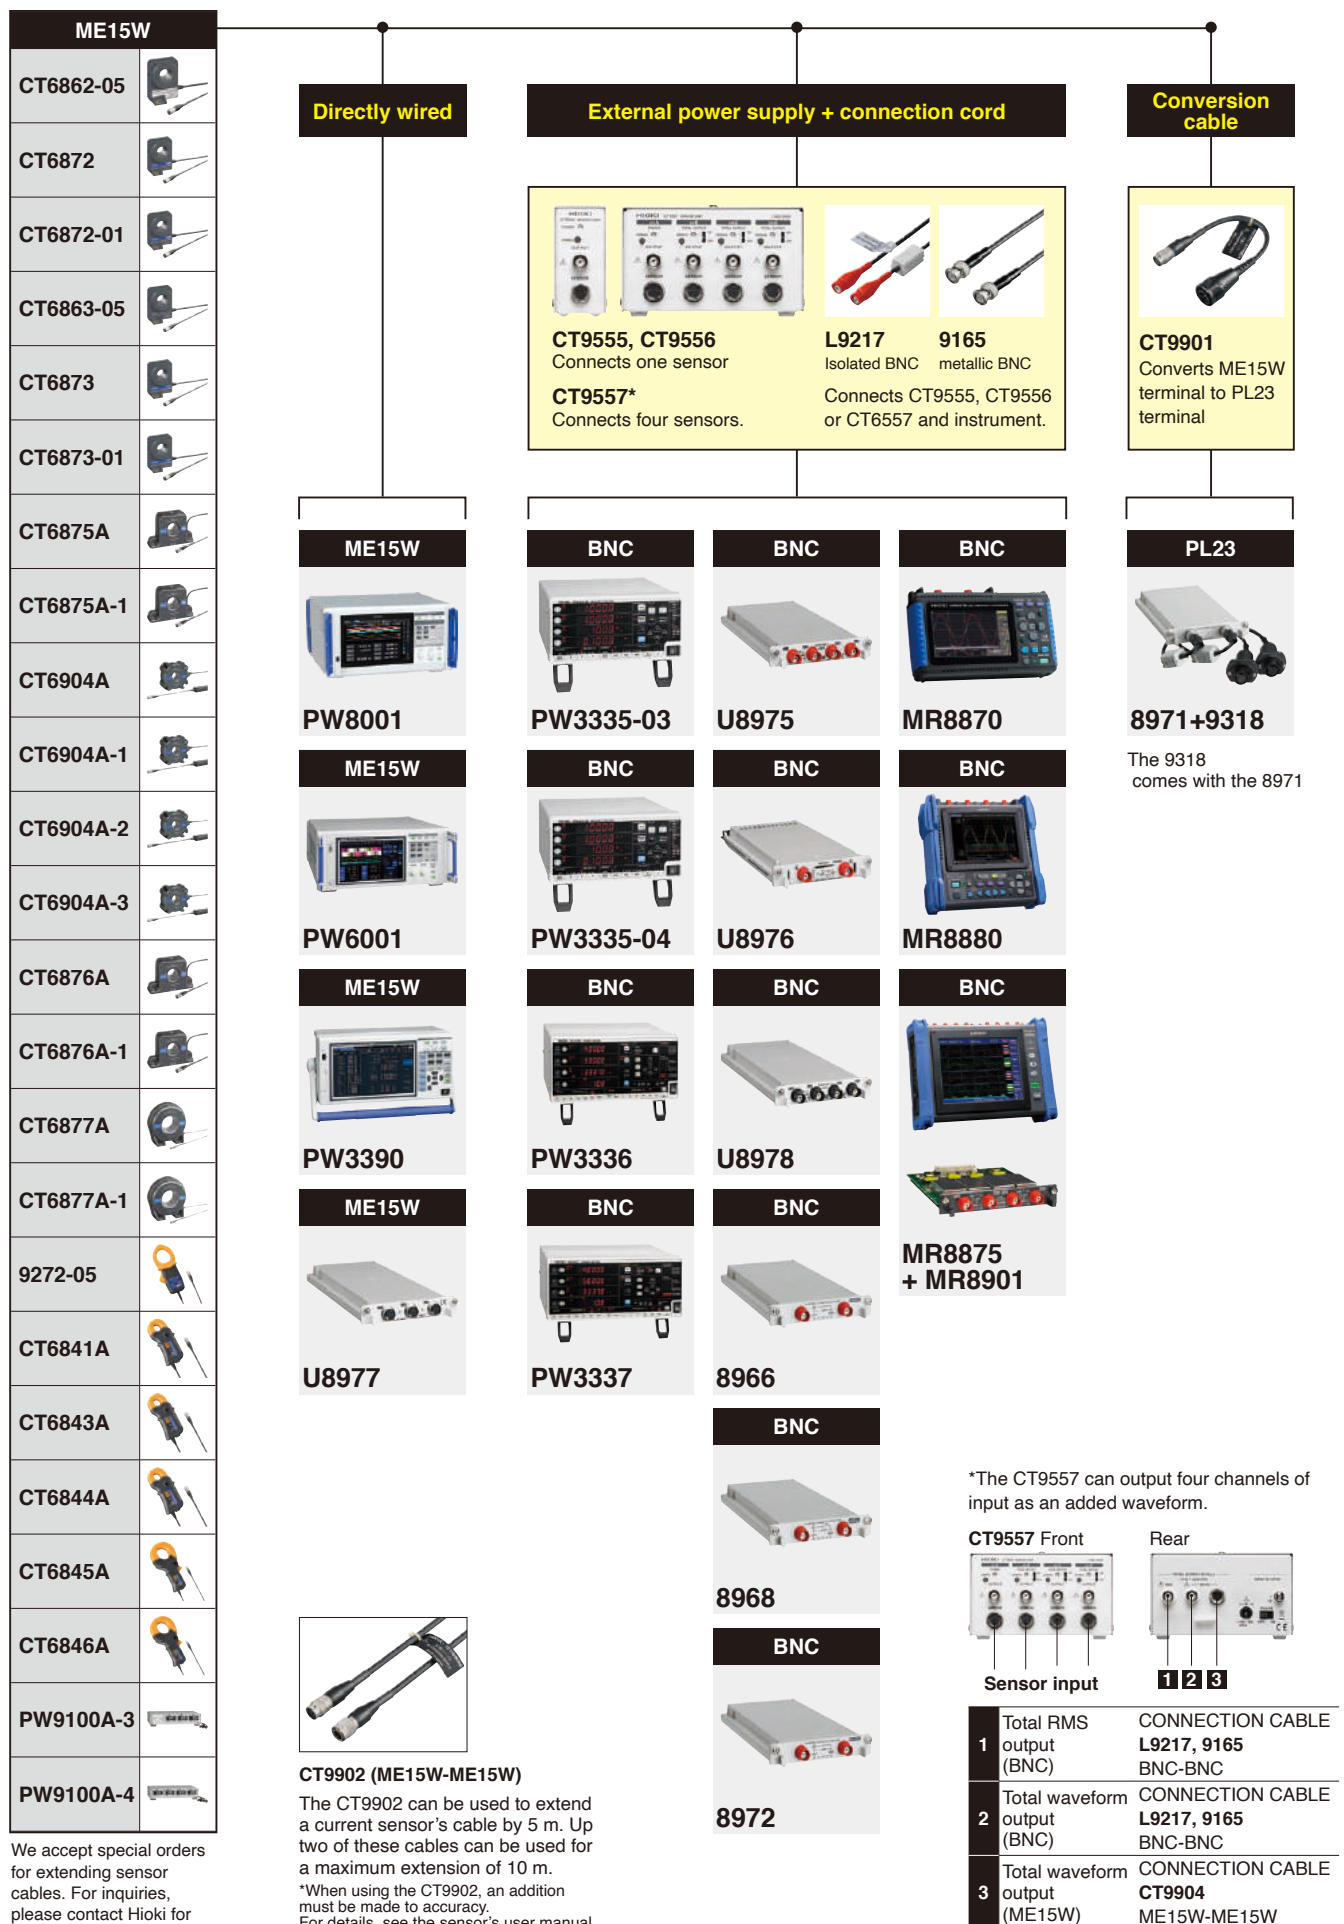 ME15W
CT6862-05
CT6872
CT6872-01
CT6863-05
CT6873
CT6873-01
CT6875A
CT6875A-1
CT6904A
CT6904A-1
CT6904A-2
CT6904A-3
CT6876A
CT6876A-1
CT6877A
CT6877A-1
9272-05
CT6841A
CT6843A
CT6844A
CT6845A
CT6846A
PW9100A-3
PW9100A-4
We accept special orders
for extending sensor
cables. For inquiries,
please contact Hioki for
Directly wired
ME15W
PW8001
ME15W
PW6001
ME15W
PW3390
ME15W
U8977
CT9902 (ME15W-ME15W)
The CT9902 can be used to extend
a current sensor's cable by 5 m. Up
two of these cables can be used for
a maximum extension of 10 m.
*When using the CT9902, an addition
must be made to accuracy.
For details, see the sensor's user manual
External power supply + connection cord
HIOKI
CT9555, CT9556
Connects one sensor
CT9557*
Connects four sensors.
L9217
Isolated BNC
9165
metallic BNC
Connects CT9555, CT9556
or CT6557 and instrument.
BNC
PW3335-03
BNC
PW3335-04
BNC
PW3336
BNC
PW3337
BNC
U8975
BNC
U8976
BNC
U8978
BNC
8966
BNC
8968
BNC
8972
BNC
MR8870
BNC
MR8880
BNC
MR8875
+ MR8901
Conversion
cable
CT9901
Converts ME15W
terminal to PL23
terminal
PL23
8971+9318
The 9318
comes with the 8971
*The CT9557 can output four channels of
input as an added waveform.
CT9557 Front
Rear
Sensor input
1 2 3
1
Total RMS
output
(BNC)
CONNECTION CABLE
L9217, 9165
BNC-BNC
2
Total waveform
output
(BNC)
CONNECTION CABLE
L9217, 9165
BNC-BNC
3
Total waveform
output
(ME15W)
CONNECTION CABLE
CT9904
ME15W-ME15W